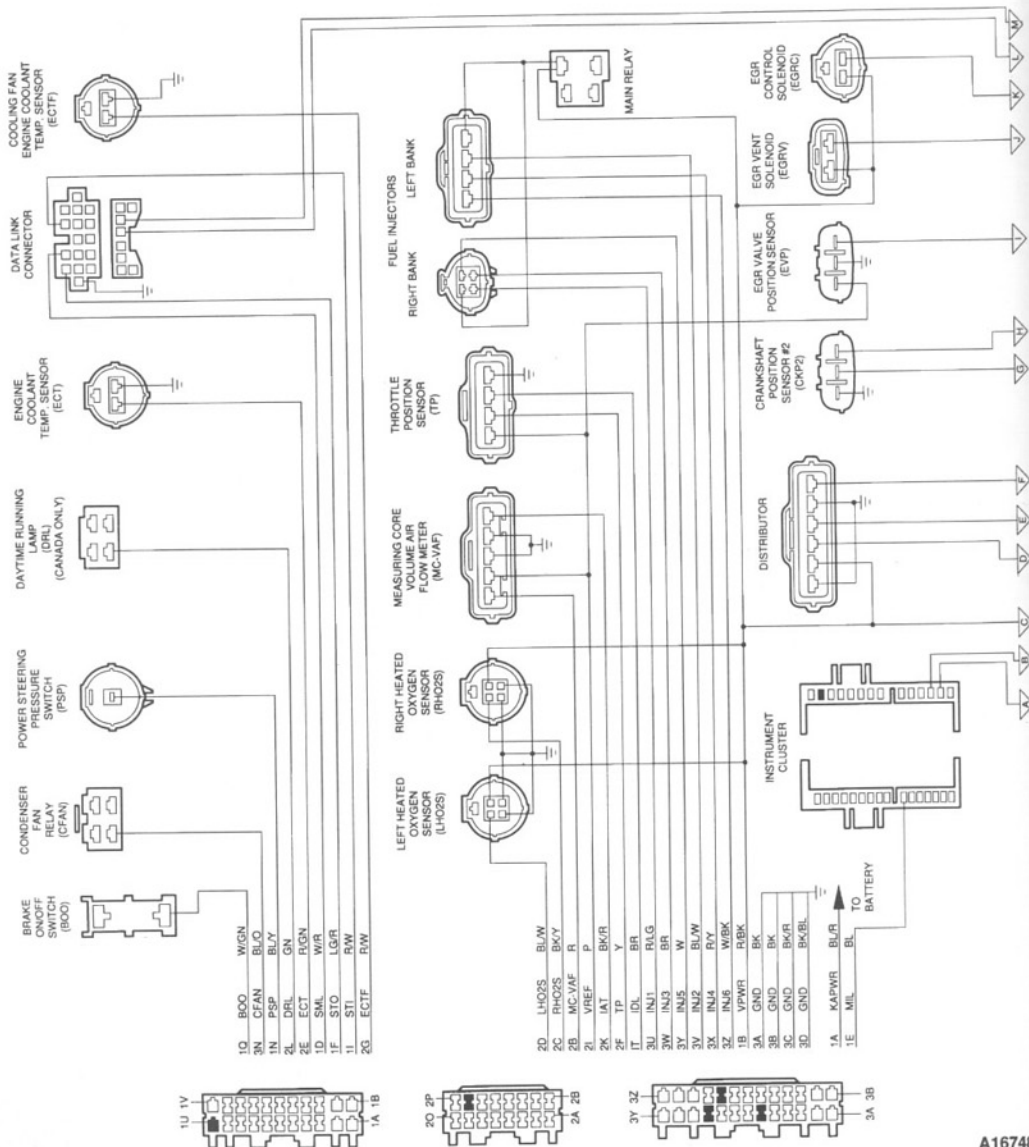 BRAKE
ON/OFF
SWITCH
(BOO)
CONDENSER
FAN
RELAY
(CFAN)
POWER STEERING
PRESSURE
SWITCH
(PSP)
DAYTIME RUNNING
LAMP
(DRL)
(CANADA ONLY)
ENGINE
COOLANT
TEMP. SENSOR
(ECT)
DATA LINK
CONNECTOR
COOLING FAN
ENGINE COOLANT
TEMP. SENSOR
(ECTF)
1U 1V
1A 1B
1Q BOO W/GN
3N CFAN BL/O
1N PSP BL/Y
2L DRL GN
2E ECT R/GN
1D SML W/R
1F STO LG/R
1I STI R/W
2G ECTF R/W
LEFT HEATED
OXYGEN
SENSOR
(LHO2S)
RIGHT HEATED
OXYGEN
SENSOR
(RHO2S)
MEASURING CORE
VOLUME AIR
FLOW METER
(MC-VAF)
THROTTLE
POSITION
SENSOR
(TP)
FUEL INJECTORS
RIGHT BANK
LEFT BANK
MAIN RELAY
2O 2P
2A 2B
2D LHO2S BL/W
2C RHO2S BK/Y
2B MC-VAF R
2I VREF P
2K IAT BK/R
2F TP Y
IT IDL BR
3U INJ1 R/LG
3W INJ3 BR
3Y INJ5 W
3V INJ2 BL/W
3X INJ4 R/Y
3Z INJ6 W/BK
1B VPWR R/BK
3A GND BK
3B GND BK
3C GND BK/R
3D GND BK/BL
1A KAPWR BL/R
1E MIL BL
TO
BATTERY
3Y 3Z
3A 3B
INSTRUMENT
CLUSTER
DISTRIBUTOR
CRANKSHAFT
POSITION
SENSOR #2
(CKP2)
EGR VALVE
POSITION SENSOR
(EVP)
EGR VENT
SOLENOID
(EGRV)
EGR
CONTROL
SOLENOID
(EGRC)
A B C D E F G H I J K L M